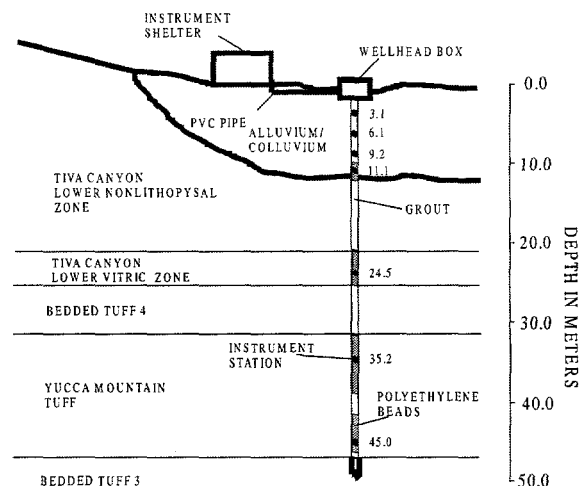 INSTRUMENT
SHELTER
WELLHEAD BOX
0.0
PVC PIPE
ALLUVIUM/
COLLUVIUM
3.1
6.1
9.2
11.1
10.0
TIVA CANYON
LOWER NONLITHOPYSAL
ZONE
GROUT
20.0
TIVA CANYON
LOWER VITRIC ZONE
24.5
BEDDED TUFF 4
30.0
INSTRUMENT
STATION
35.2
YUCCA MOUNTAIN
TUFF
POLYETHYLENE
BEADS
40.0
45.0
BEDDED TUFF 3
50.0
DEPTH IN METERS